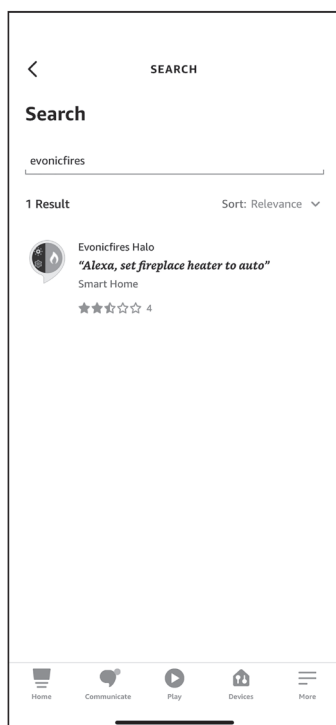 SEARCH
Search
evonicfires
1 Result
Sort: Relevance
Evonicfires Halo
“Alexa, set fireplace heater to auto”
Smart Home
4
Home Communicate Play Devices More